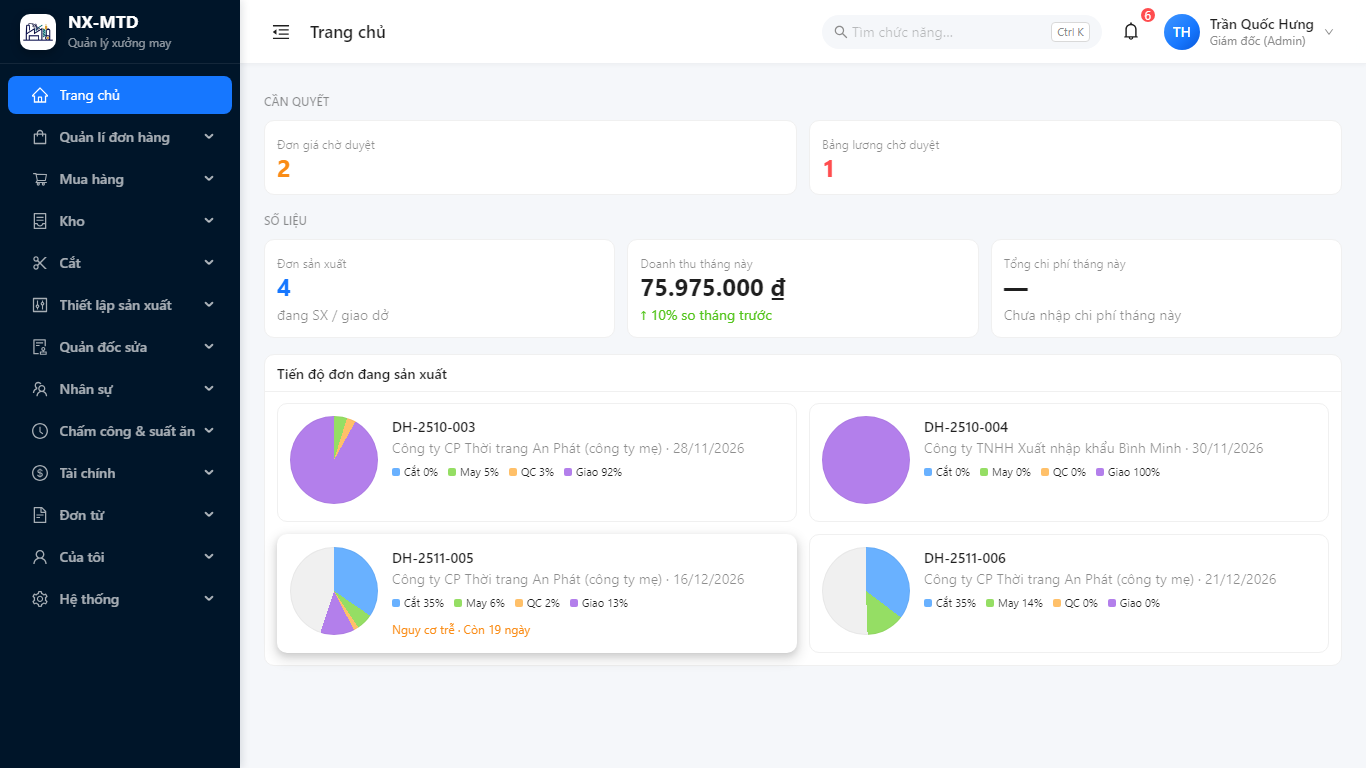 NX-MTD
Quản lý xưởng may
Trang chủ
Quản lí đơn hàng
Mua hàng
Kho
Cắt
Thiết lập sản xuất
Quản đốc sửa
Nhân sự
Chấm công & suất ăn
Tài chính
Đơn từ
Của tôi
Hệ thống
Trang chủ
Tìm chức năng...
Ctrl K
6
TH
Trần Quốc Hưng
Giám đốc (Admin)
CẦN QUYẾT
Đơn giá chờ duyệt
2
Bảng lương chờ duyệt
1
SỐ LIỆU
Đơn sản xuất
4
đang SX / giao dở
Doanh thu tháng này
75.975.000 ₫
↑ 10% so tháng trước
Tổng chi phí tháng này
—
Chưa nhập chi phí tháng này
Tiến độ đơn đang sản xuất
DH-2510-003
Công ty CP Thời trang An Phát (công ty mẹ) · 28/11/2026
Cắt 0% May 5% QC 3% Giao 92%
DH-2510-004
Công ty TNHH Xuất nhập khẩu Bình Minh · 30/11/2026
Cắt 0% May 0% QC 0% Giao 100%
DH-2511-005
Công ty CP Thời trang An Phát (công ty mẹ) · 16/12/2026
Cắt 35% May 6% QC 2% Giao 13%
Nguy cơ trễ · Còn 19 ngày
DH-2511-006
Công ty CP Thời trang An Phát (công ty mẹ) · 21/12/2026
Cắt 35% May 14% QC 0% Giao 0%